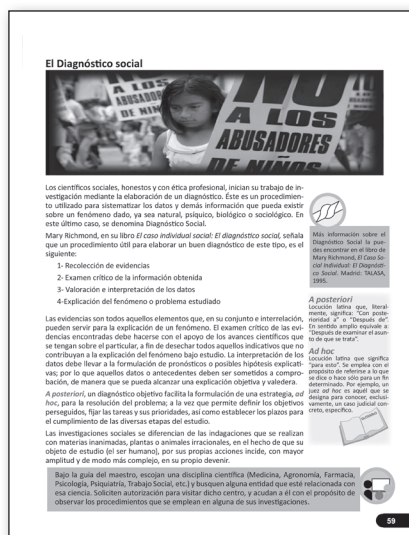 El Diagnóstico social
A LOS
ABUSADORES
DE NIÑOS
NO
A LOS
ABUSADORES
DE NIÑOS
Los científicos sociales, honestos y con ética profesional, inician su trabajo de in-
vestigación mediante la elaboración de un diagnóstico. Éste es un procedimien-
to utilizado para sistematizar los datos y demás información que pueda existir
sobre un fenómeno dado, ya sea natural, psíquico, biológico o sociológico. En
este último caso, se denomina Diagnóstico Social.
Mary Richmond, en su libro El caso individual social: El diagnóstico social, señala
que un procedimiento útil para elaborar un buen diagnóstico de este tipo, es el
siguiente:
1- Recolección de evidencias
2- Examen crítico de la información obtenida
3- Valoración e interpretación de los datos
4-Explicación del fenómeno o problema estudiado
Las evidencias son todos aquellos elementos que, en su conjunto e interrelación,
pueden servir para la explicación de un fenómeno. El examen crítico de las evi-
dencias encontradas debe hacerse con el apoyo de los avances científicos que
se tengan sobre el particular, a fin de desechar todos aquellos indicativos que no
contribuyan a la explicación del fenómeno bajo estudio. La interpretación de los
datos debe llevar a la formulación de pronósticos o posibles hipótesis explicati-
vas; por lo que aquellos datos o antecedentes deben ser sometidos a compro-
bación, de manera que se pueda alcanzar una explicación objetiva y valedera.
A posteriori, un diagnóstico objetivo facilita la formulación de una estrategia, ad
hoc, para la resolución del problema; a la vez que permite definir los objetivos
perseguidos, fijar las tareas y sus prioridades, así como establecer los plazos para
el cumplimiento de las diversas etapas del estudio.
Las investigaciones sociales se diferencian de las indagaciones que se realizan
con materias inanimadas, plantas o animales irracionales, en el hecho de que su
objeto de estudio (el ser humano), por sus propias acciones incide, con mayor
amplitud y de modo más complejo, en su propio devenir.
Más información sobre el
Diagnóstico Social la pue-
des encontrar en el libro de
Mary Richmond, El Caso So-
cial Individual: El Diagnósti-
co Social. Madrid: TALASA,
1995.
A posteriori
Locución latina que, literal-
mente, significa: "Con poste-
rioridad a" o "Después de".
En sentido amplio equivale a:
"Después de examinar el asun-
to de que se trata".
Ad hoc
Locución latina que significa
"para esto". Se emplea con el
propósito de referirse a lo que
se dice o hace sólo para un fin
determinado. Por ejemplo, un
juez ad hoc es aquel que se
designa para conocer, exclusi-
vamente, un caso judicial con-
creto, específico.
Bajo la guía del maestro, escojan una disciplina científica (Medicina, Agronomía, Farmacia,
Psicología, Psiquiatría, Trabajo Social, etc.) y busquen alguna entidad que esté relacionada con
esa ciencia. Soliciten autorización para visitar dicho centro, y acudan a él con el propósito de
observar los procedimientos que se emplean en alguna de sus investigaciones.
59